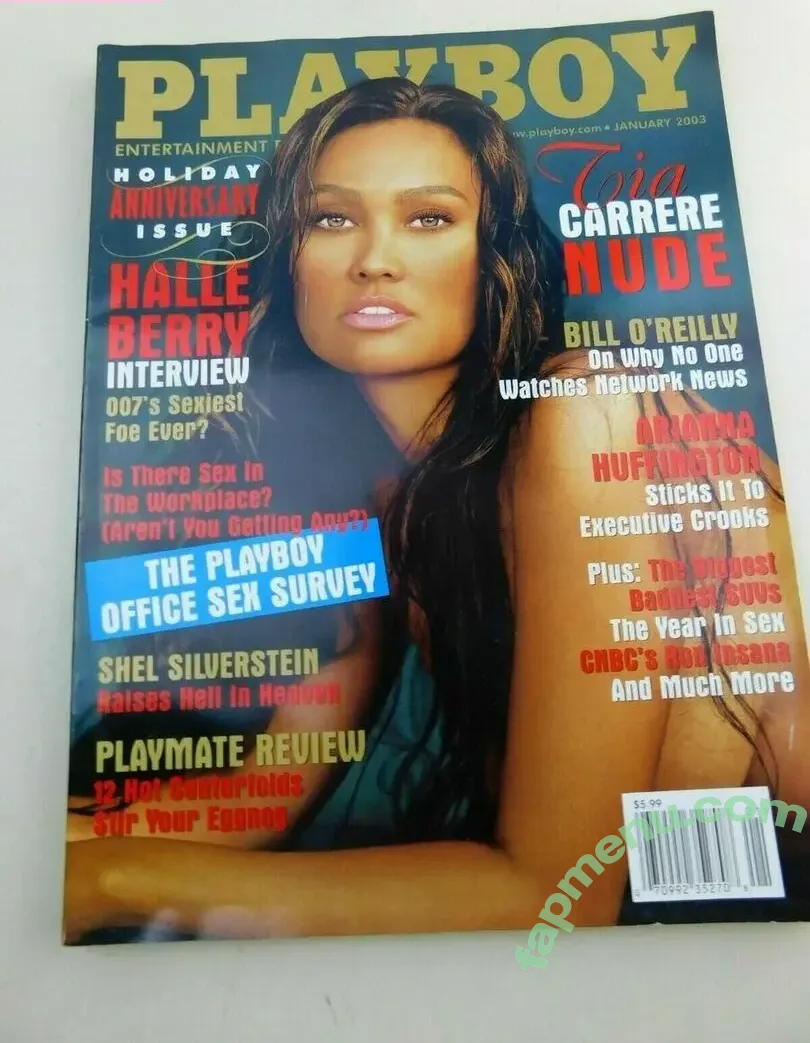 PLAYBOY
ENTERTAINMENT
www.playboy.com • JANUARY 2003
HOLIDAY
ANNIVERSARY
ISSUE
HALLE
BERRY
INTERVIEW
007's Sexiest
Foe Ever?
Is There Sex In
The Workplace?
(Aren't You Getting Any?)
THE PLAYBOY
OFFICE SEX SURVEY
SHEL SILVERSTEIN
Raises Hell In Heaven
PLAYMATE REVIEW
12 Hot Centerfolds
Stir Your Eggnog
Tia
CARRERE
NUDE
BILL O'REILLY
On Why No One
Watches Network News
ARIANNA
HUFFINGTON
Sticks It To
Executive Crooks
Plus: The Biggest
Baddest SUVs
The Year In Sex
CNBC's Ron Insana
And Much More
$5.99
70992 35270
tapmenu.com